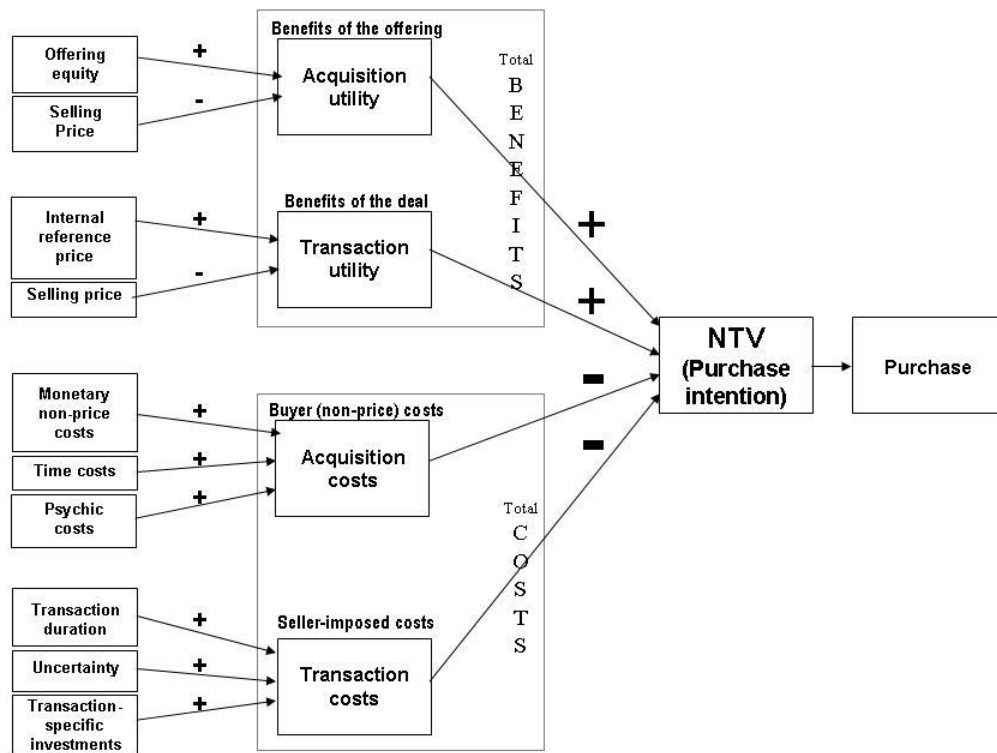 Benefits of the offering
Offering
equity
+
Selling
Price
-
Acquisition
utility
Total
B
E
N
E
F
I
T
S
Benefits of the deal
Internal
reference
price
+
Selling price
-
Transaction
utility
+
+
NTV
(Purchase
intention)
Purchase
-
-
Buyer (non-price) costs
Monetary
non-price
costs
+
Time costs
+
Psychic
costs
+
Acquisition
costs
Total
C
O
S
T
S
Seller-imposed costs
Transaction
duration
+
Uncertainty
+
Transaction-
specific
investments
+
Transaction
costs